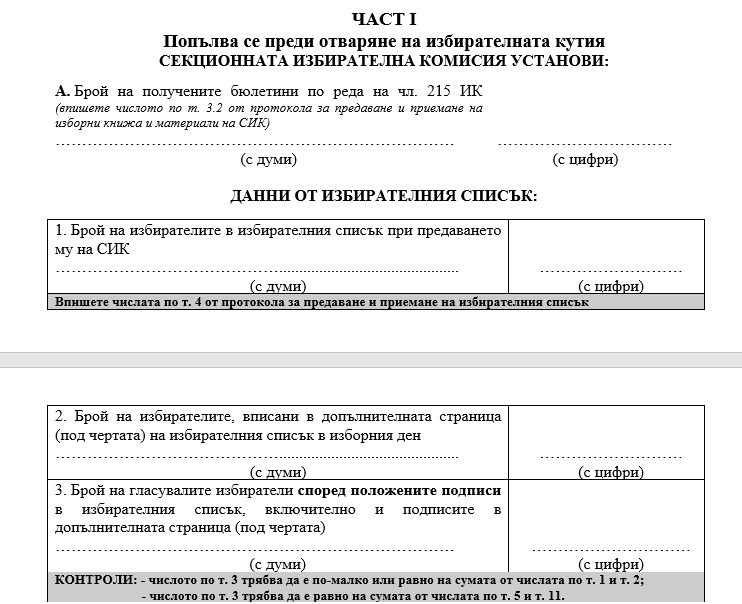 ЧАСТ I
Попълва се преди отваряне на избирателната кутия
СЕКЦИОННАТА ИЗБИРАТЕЛНА КОМИСИЯ УСТАНОВИ:
А. Брой на получените бюлетини по реда на чл. 215 ИК
(впишете числото по т. 3.2 от протокола за предаване и приемане на
изборни книжа и материали на СИК)
(с думи) (с цифри)
ДАННИ ОТ ИЗБИРАТЕЛНИЯ СПИСЪК:
1. Брой на избирателите в избирателния списък при предаването
му на СИК
(с думи) (с цифри)
Впишете числата по т. 4 от протокола за предаване и приемане на избирателния списък
2. Брой на избирателите, вписани в допълнителната страница
(под чертата) на избирателния списък в изборния ден
(с думи) (с цифри)
3. Брой на гласувалите избиратели според положените подписи
в избирателния списък, включително и подписите в
допълнителната страница (под чертата)
(с думи) (с цифри)
КОНТРОЛИ: - числото по т. 3 трябва да е по-малко или равно на сумата от числата по т. 1 и т. 2;
- числото по т. 3 трябва да е равно на сумата от числата по т. 5 и т. 11.